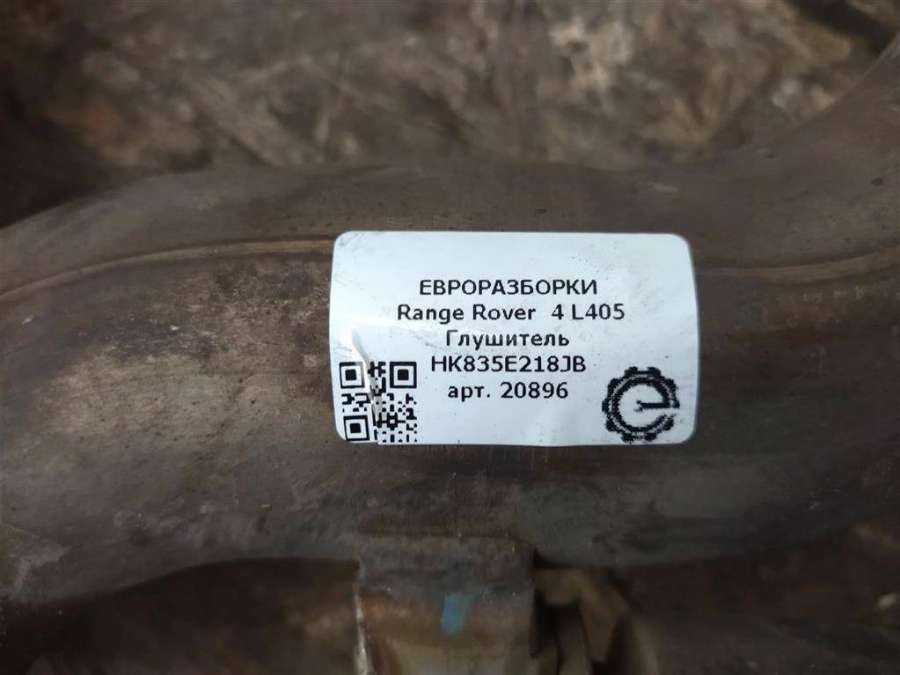 ЕВРОРАЗБОРКИ
Range Rover 4 L405
Глушитель
HK835E218JB
арт. 20896